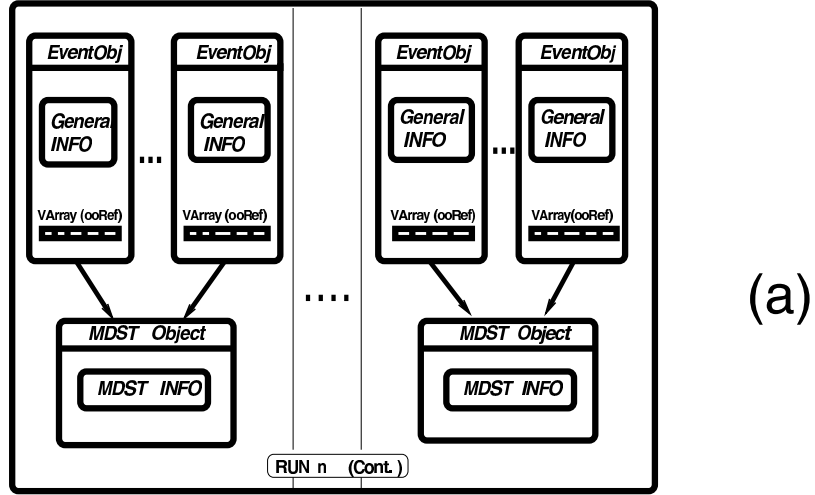 EventObj EventObj EventObj EventObj
General General General General
INFO INFO INFO INFO
... ...
VArray (ooRef) VArray (ooRef) VArray (ooRef) VArray(ooRef)
....
(a)
MDST Object MDST Object
MDST INFO MDST INFO
RUN n (Cont.)